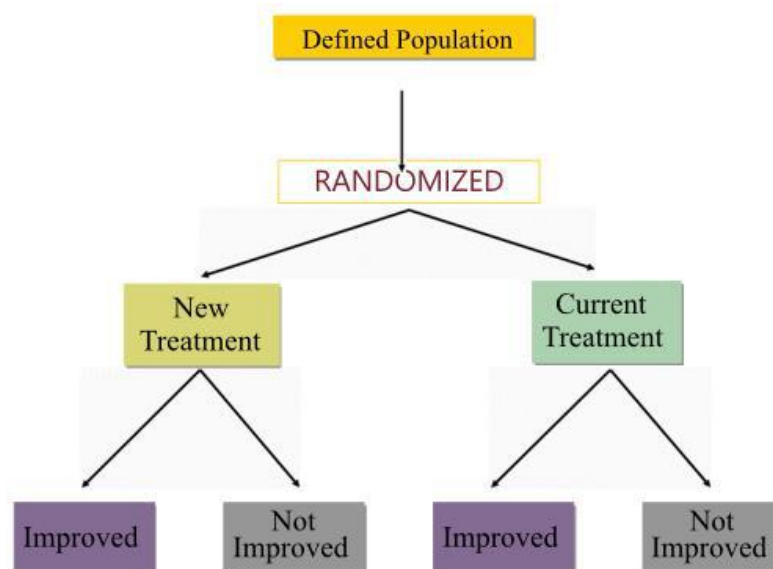 Defined Population
RANDOMIZED
New
Treatment
Current
Treatment
Improved
Not
Improved
Improved
Not
Improved